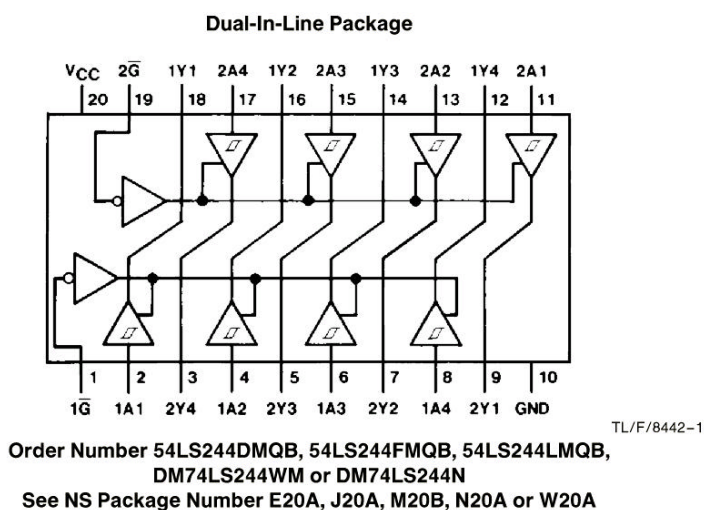 Dual-In-Line Package
VCC 2G̅ 1Y1 2A4 1Y2 2A3 1Y3 2A2 1Y4 2A1
20 19 18 17 16 15 14 13 12 11
1 2 3 4 5 6 7 8 9 10
1G̅ 1A1 2Y4 1A2 2Y3 1A3 2Y2 1A4 2Y1 GND
TL/F/8442-1
Order Number 54LS244DMQB, 54LS244FMQB, 54LS244LMQB,
DM74LS244WM or DM74LS244N
See NS Package Number E20A, J20A, M20B, N20A or W20A